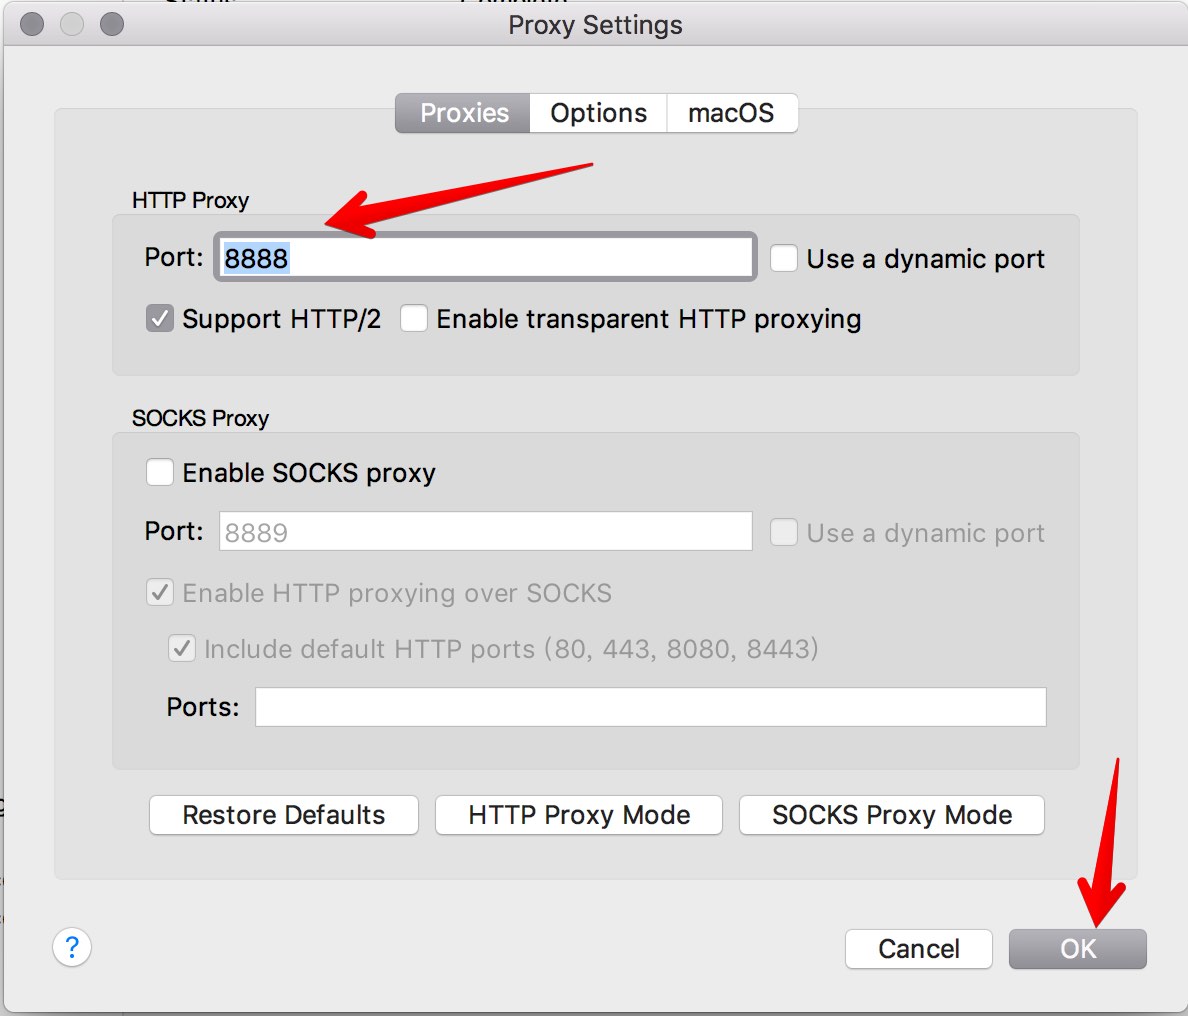 Proxy Settings
Proxies Options macOS
HTTP Proxy
Port: 8888 Use a dynamic port
Support HTTP/2 Enable transparent HTTP proxying
SOCKS Proxy
Enable SOCKS proxy
Port: 8889 Use a dynamic port
Enable HTTP proxying over SOCKS
Include default HTTP ports (80, 443, 8080, 8443)
Ports:
Restore Defaults HTTP Proxy Mode SOCKS Proxy Mode
? Cancel OK